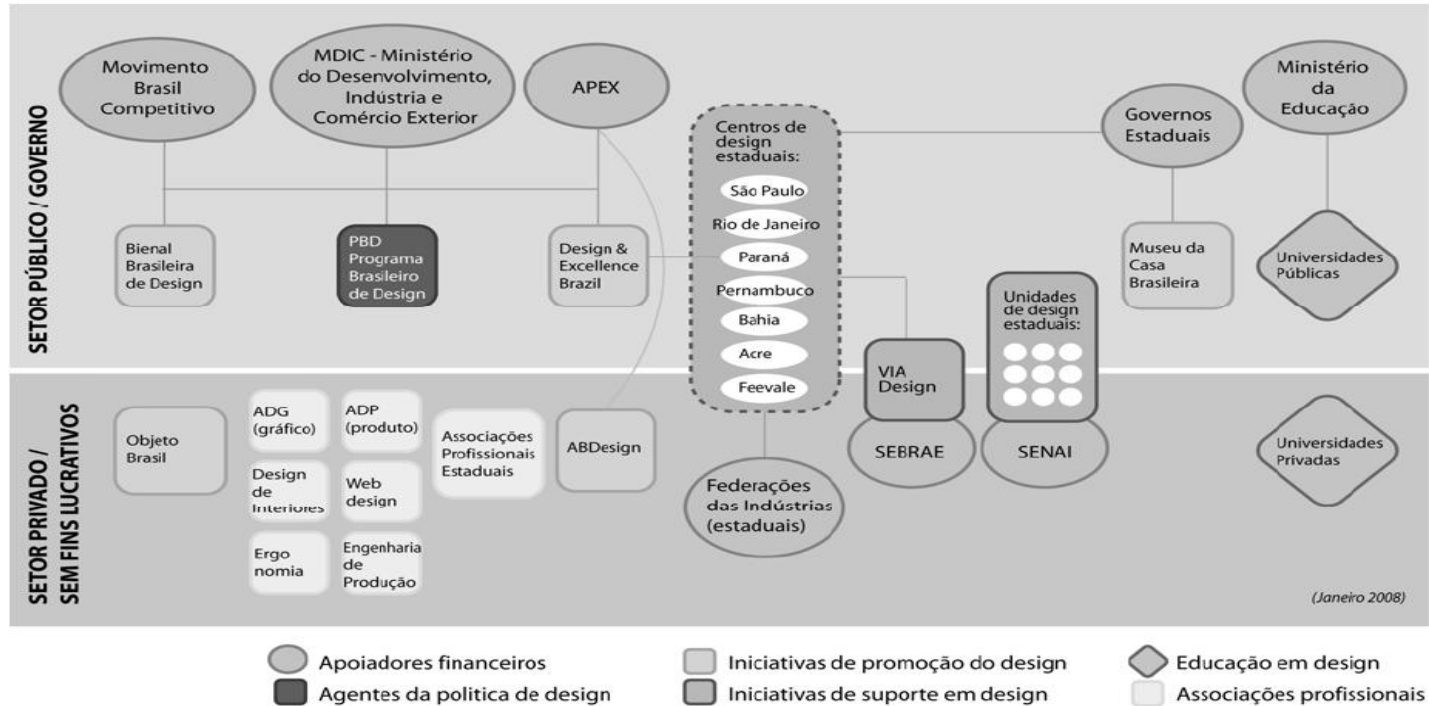 SETOR PÚBLICO / GOVERNO
Movimento
Brasil
Competitivo
MDIC - Ministério
do Desenvolvimento,
Indústria e
Comércio Exterior
APEX
Centros de
design
estaduais:
São Paulo
Rio de Janeiro
Paraná
Pernambuco
Bahia
Acre
Feevale
Governos
Estaduais
Ministério
da
Educação
Bienal
Brasileira
de Design
PBD
Programa
Brasileiro
de Design
Design &
Excellence
Brazil
VIA
Design
Unidades
de design
estaduais:
Museu da
Casa
Brasileira
Universidades
Públicas
SETOR PRIVADO /
SEM FINS LUCRATIVOS
Objeto
Brasil
ADG
(gráfico)
ADP
(produto)
Design
de
Interiores
Web
design
Ergo
nomia
Engenharia
de
Produção
Associações
Profissionais
Estaduais
ABDesign
Federações
das Indústrias
(estaduais)
SEBRAE
SENAI
Universidades
Privadas
(Janeiro 2008)
Apoiadores financeiros
Iniciativas de promoção do design
Educação em design
Agentes da politica de design
Iniciativas de suporte em design
Associações profissionais